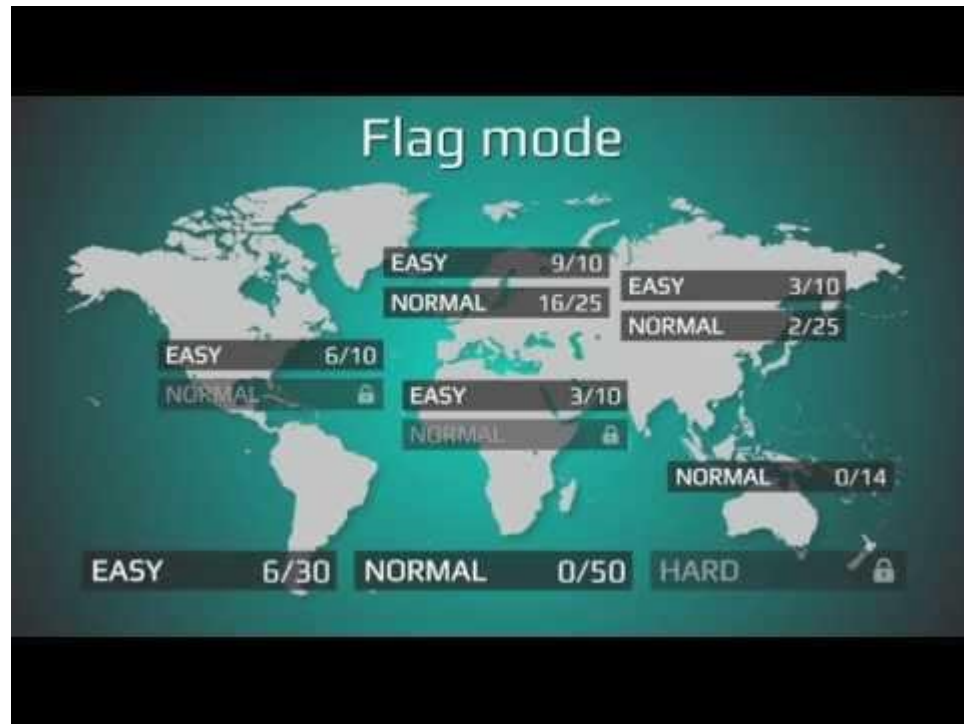 Flag mode
EASY 9/10
NORMAL 16/25
EASY 3/10
NORMAL 2/25
EASY 6/10
NORMAL
EASY 3/10
NORMAL
NORMAL 0/14
EASY 6/30
NORMAL 0/50
HARD